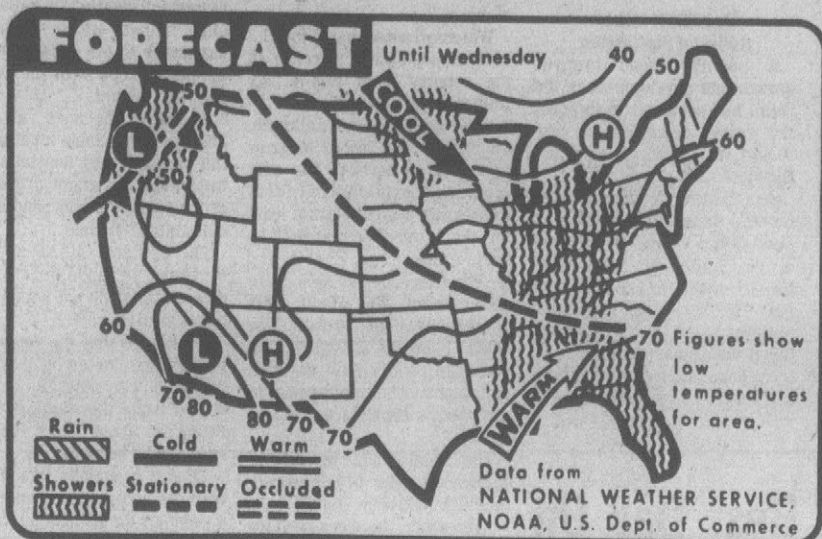 FORECAST
Until Wednesday
40
50
50
COOL
H
L
60
50
60
L
H
70
70
80
80
70
70
Figures show
low
temperatures
for area.
WARM
Rain
Cold
Warm
Showers
Stationary
Occluded
Data from
NATIONAL WEATHER SERVICE,
NOAA, U.S. Dept. of Commerce